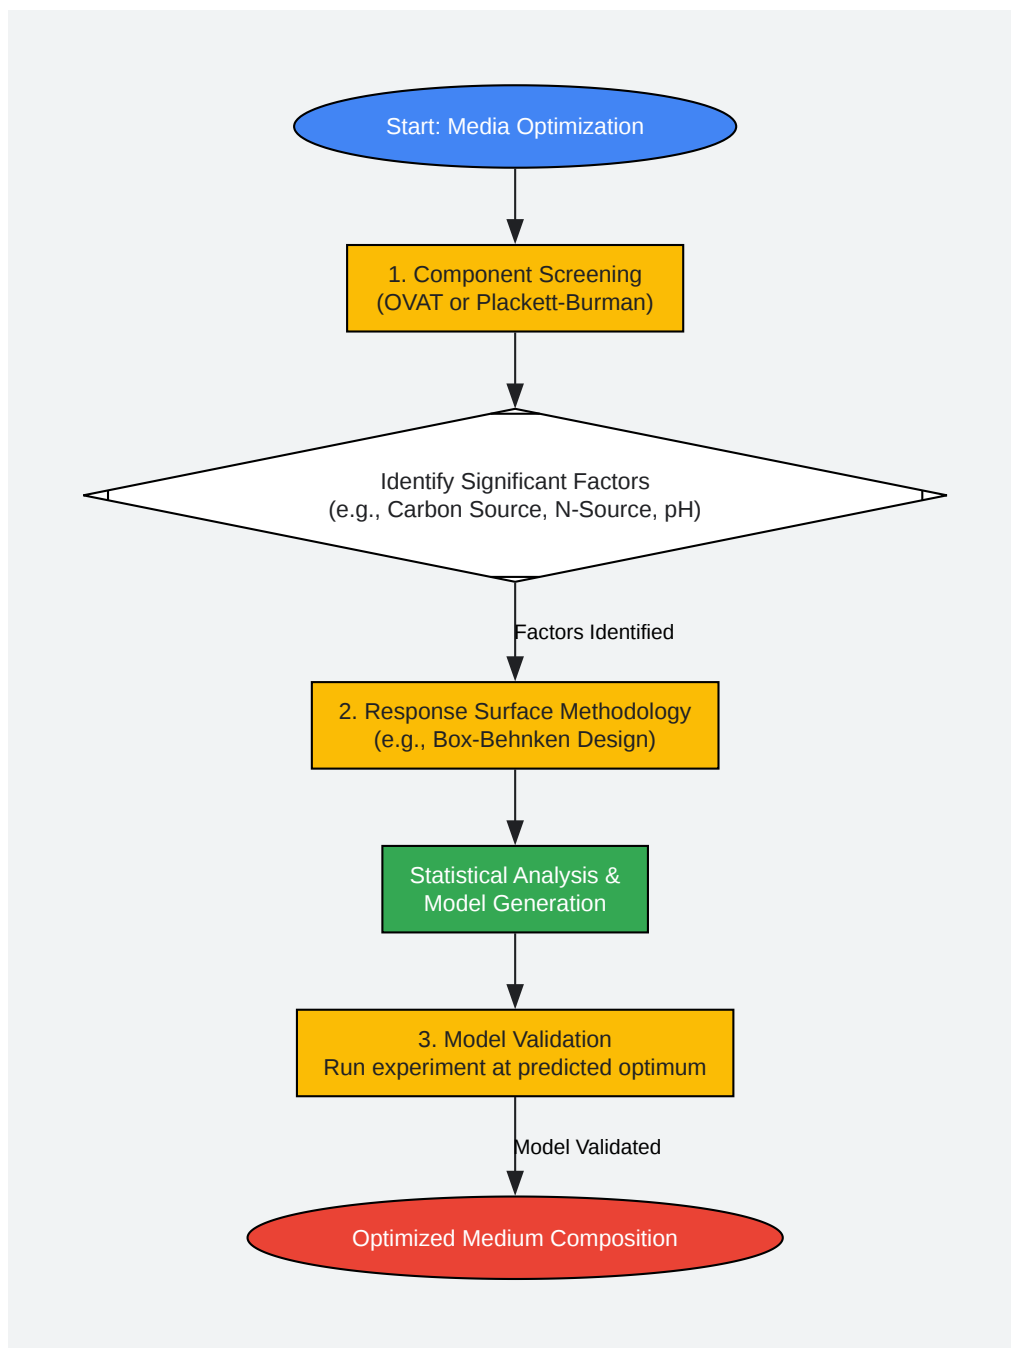 Start: Media Optimization
1. Component Screening
(OVAT or Plackett-Burman)
Identify Significant Factors
(e.g., Carbon Source, N-Source, pH)
Factors Identified
2. Response Surface Methodology
(e.g., Box-Behnken Design)
Statistical Analysis &
Model Generation
3. Model Validation
Run experiment at predicted optimum
Model Validated
Optimized Medium Composition